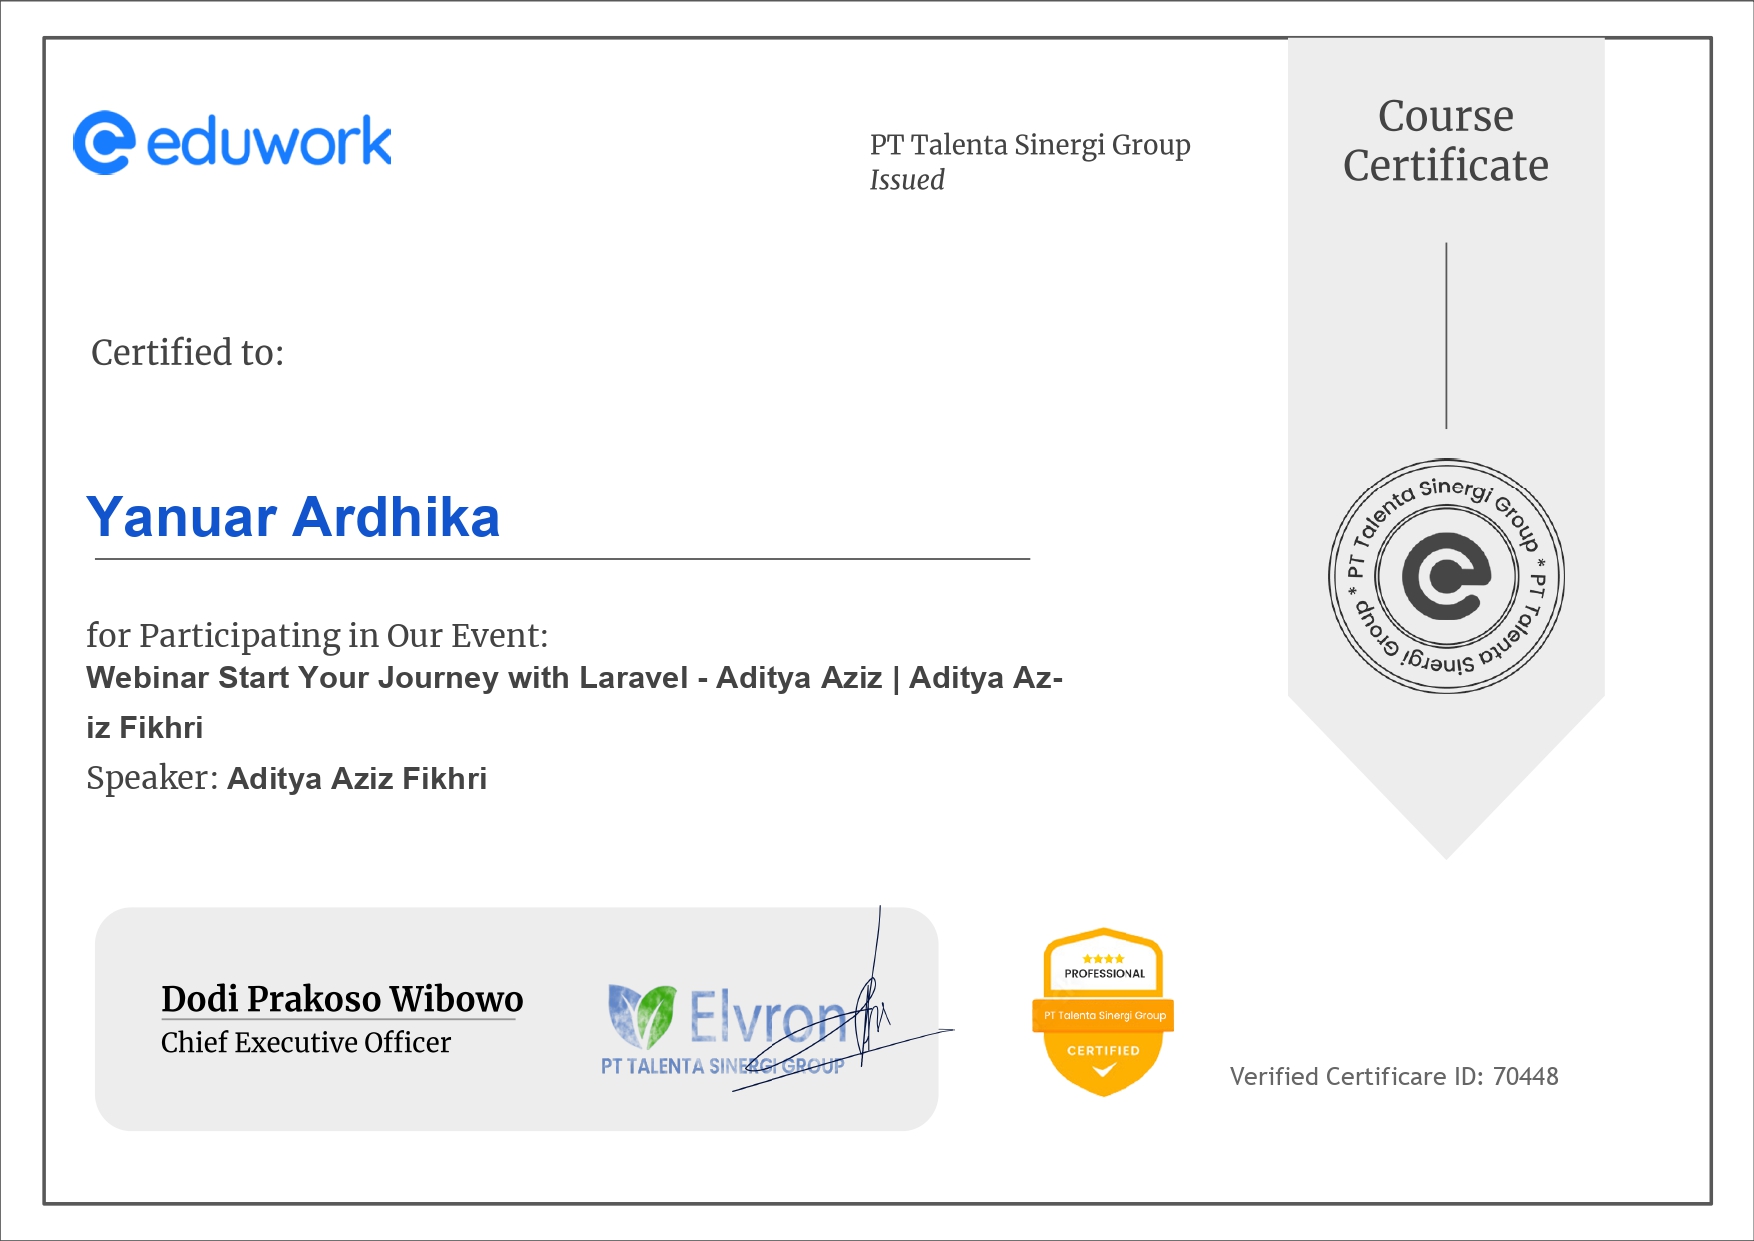 eduwork
PT Talenta Sinergi Group
Issued
Course
Certificate
Certified to:
Yanuar Ardhika
for Participating in Our Event:
Webinar Start Your Journey with Laravel - Aditya Aziz | Aditya Az-
iz Fikhri
Speaker: Aditya Aziz Fikhri
* PT Talenta Sinergi Group * PT Talenta Sinergi Group
Dodi Prakoso Wibowo
Chief Executive Officer
Elvron
PT TALENTA SINERGI GROUP
PROFESSIONAL
PT Talenta Sinergi Group
CERTIFIED
Verified Certificare ID: 70448